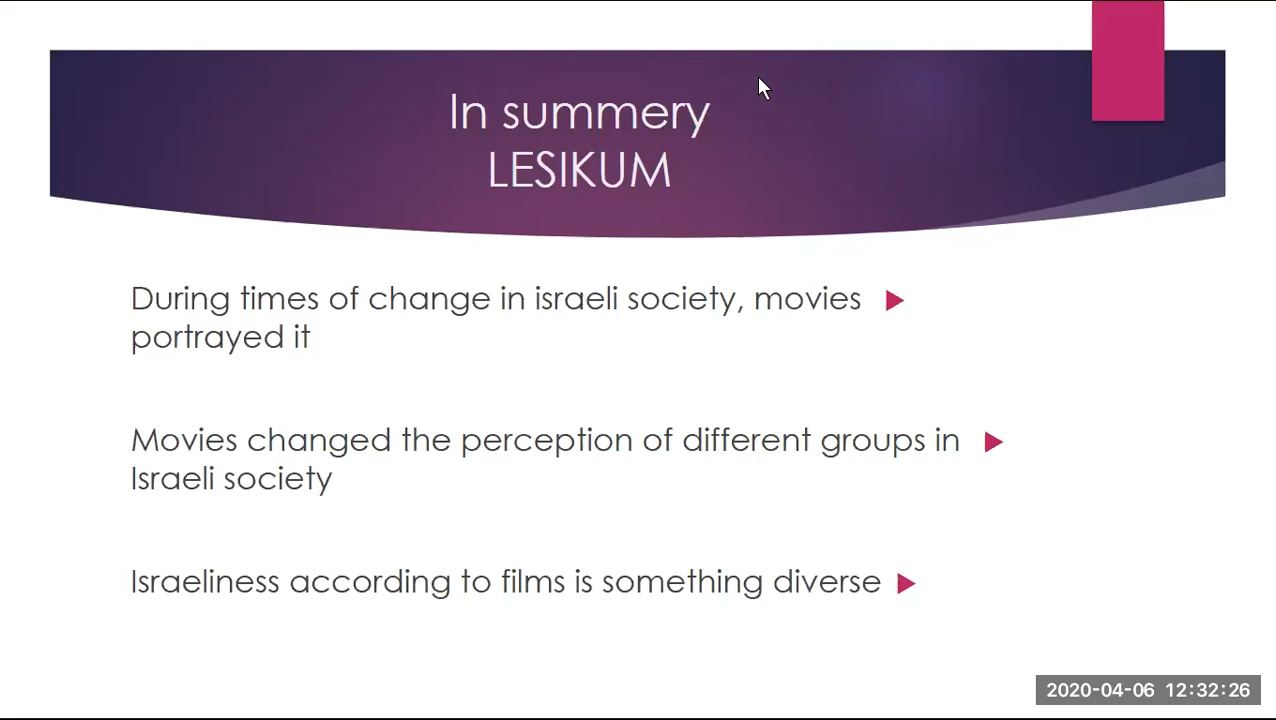 In summery
LESIKUM
During times of change in israeli society, movies
portrayed it
Movies changed the perception of different groups in
Israeli society
Israeliness according to films is something diverse
2020-04-06 12:32:26